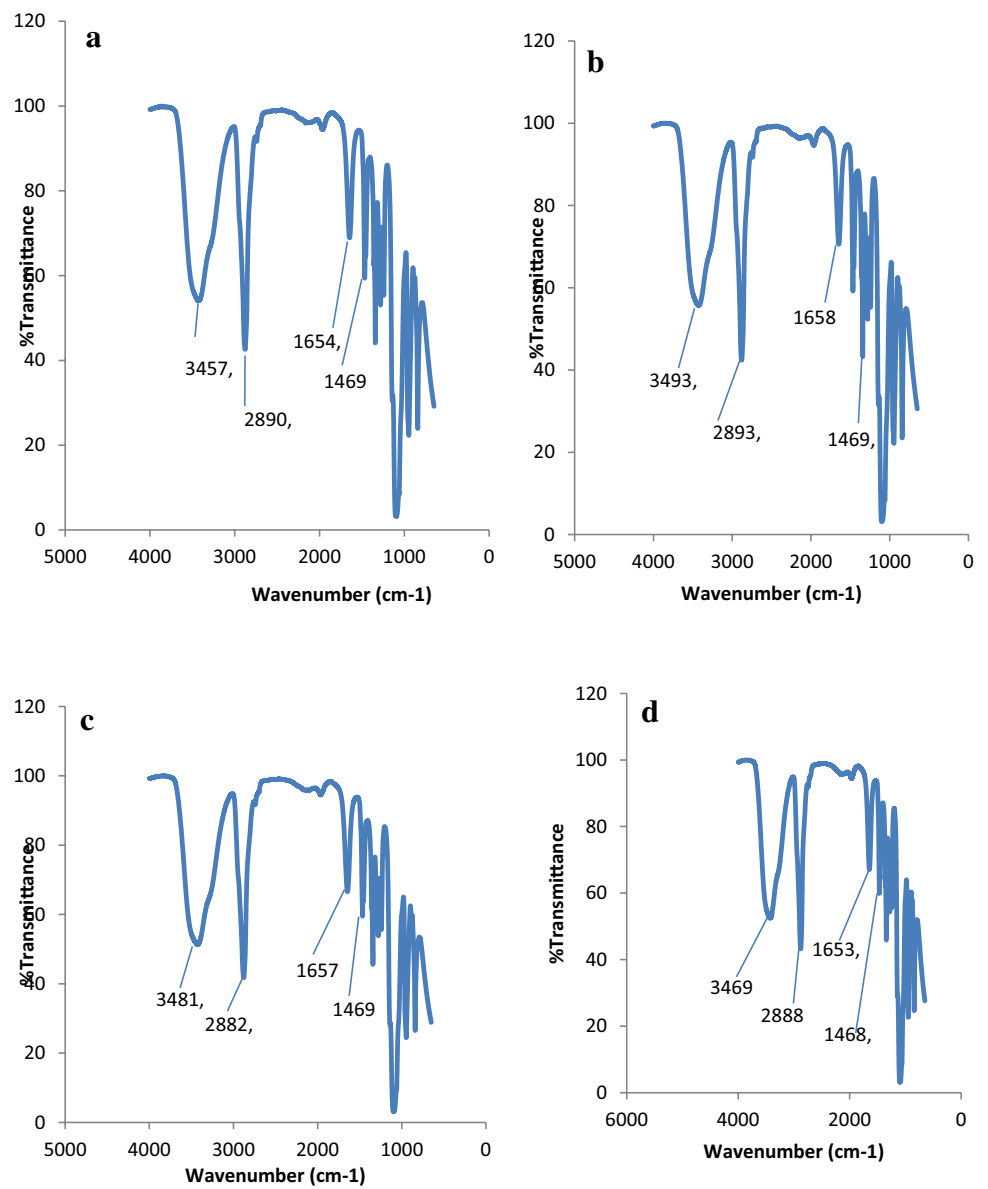 a
120
100
80
60
40
20
0
%Transmittance
3457,
2890,
1654,
1469
5000 4000 3000 2000 1000 0
Wavenumber (cm-1)
b
120
100
80
60
40
20
0
%Transmittance
3493,
2893,
1658
1469,
5000 4000 3000 2000 1000 0
Wavenumber (cm-1)
c
120
100
80
60
40
20
0
%Transmittance
3481,
2882,
1657
1469
5000 4000 3000 2000 1000 0
Wavenumber (cm-1)
d
120
100
80
60
40
20
0
%Transmittance
3469
2888
1653,
1468,
6000 4000 2000 0
Wavenumber (cm-1)